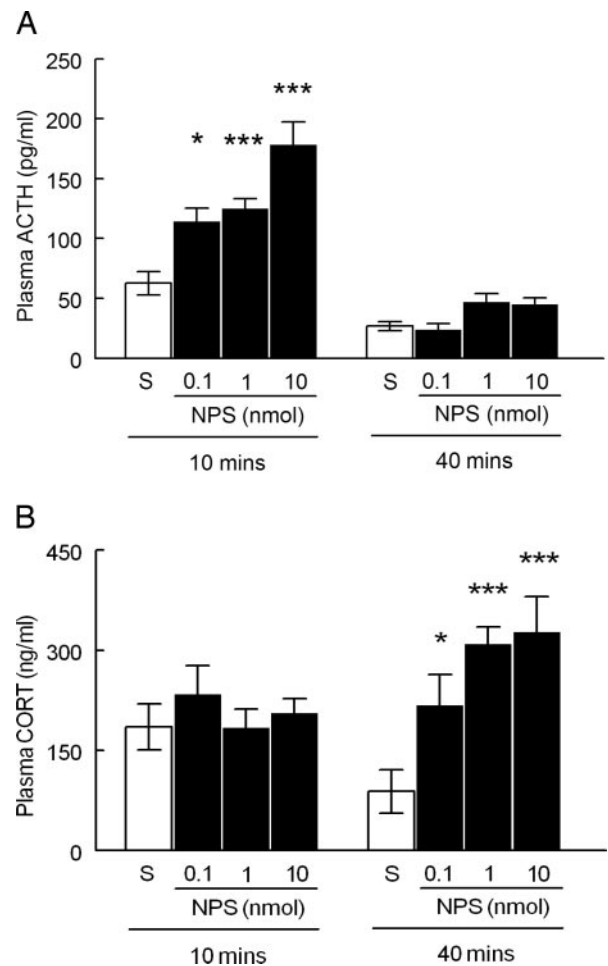 A
Plasma ACTH (pg/ml)
250
200
150
100
50
0
* *** ***
S 0.1 1 10 S 0.1 1 10
NPS (nmol) NPS (nmol)
10 mins 40 mins
B
Plasma CORT (ng/ml)
450
300
150
0
* *** ***
S 0.1 1 10 S 0.1 1 10
NPS (nmol) NPS (nmol)
10 mins 40 mins